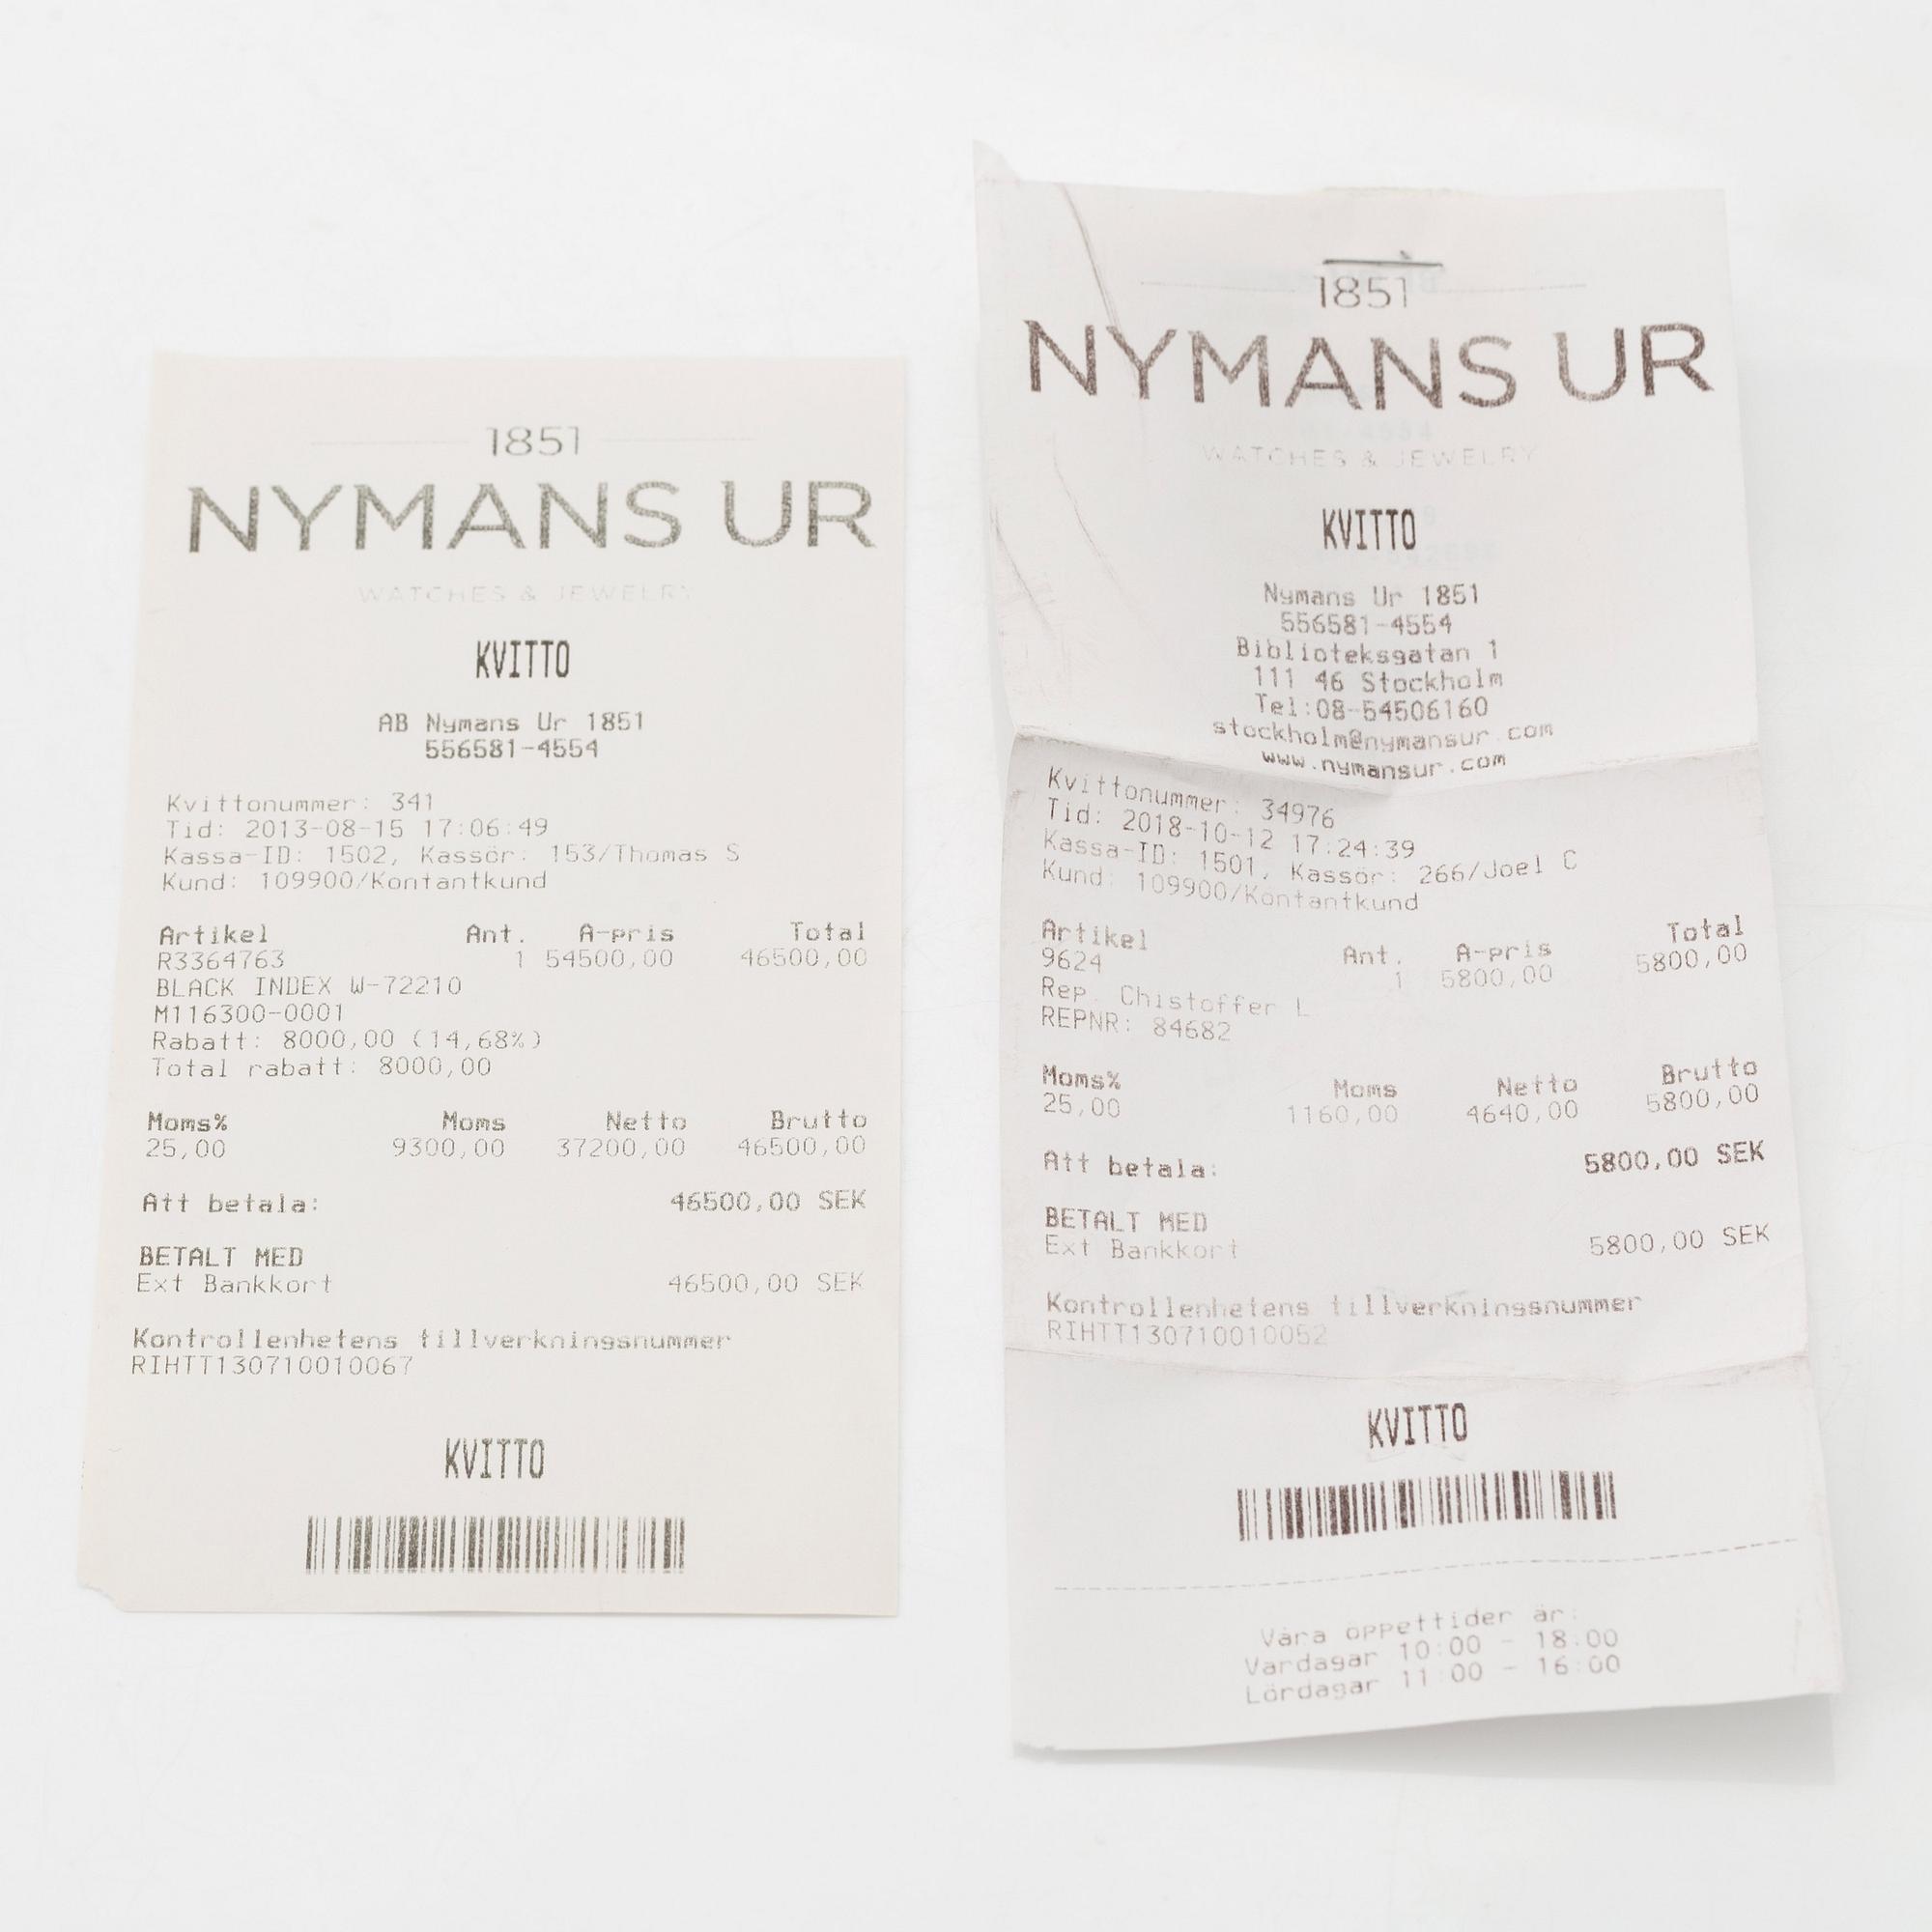 1851
NYMANS UR
WATCHES & JEWELRY
KVITTO
AB Nymans Ur 1851
556581-4554
Kvittonummer: 341
Tid: 2013-08-15 17:06:49
Kassa-ID: 1502, Kassör: 153/Thomas S
Kund: 109900/Kontantkund
Artikel Ant. A-pris Total
R3364763 1 54500,00 46500,00
BLACK INDEX W-72210
M116300-0001
Rabatt: 8000,00 (14,68%)
Total rabatt: 8000,00
Moms% Moms Netto Brutto
25,00 9300,00 37200,00 46500,00
Att betala: 46500,00 SEK
BETALT MED
Ext Bankkort 46500,00 SEK
Kontrollenhetens tillverkningsnummer
RIHTT130710010067
KVITTO
1851
NYMANS UR
WATCHES & JEWELRY
KVITTO
Nymans Ur 1851
556581-4554
Biblioteksgatan 1
111 46 Stockholm
Tel:08-54506160
stockholm@nymansur.com
www.nymansur.com
Kvittonummer: 34976
Tid: 2018-10-12 17:24:39
Kassa-ID: 1501, Kassör: 266/Joel C
Kund: 109900/Kontantkund
Artikel Ant. A-pris Total
9624 1 5800,00 5800,00
Rep. Chistoffer L
REPNR: 84682
Moms% Moms Netto Brutto
25,00 1160,00 4640,00 5800,00
Att betala: 5800,00 SEK
BETALT MED
Ext Bankkort 5800,00 SEK
Kontrollenhetens tillverkningsnummer
RIHTT130710010052
KVITTO
Våra öppettider är:
Vardagar 10:00 - 18:00
Lördagar 11:00 - 16:00